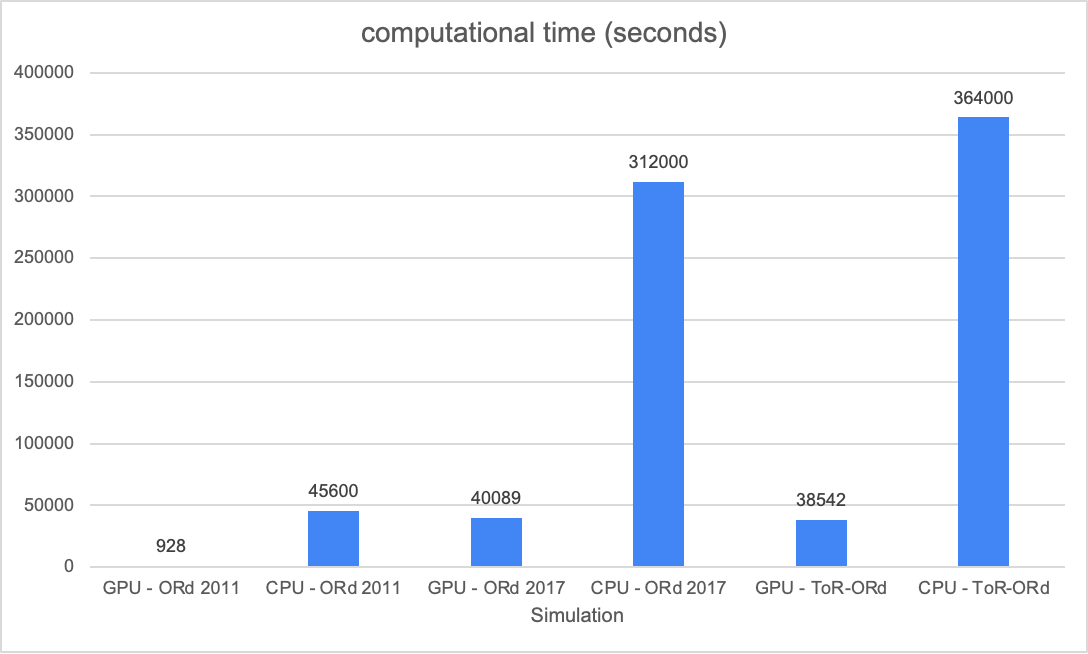 computational time (seconds)
400000
350000
300000
250000
200000
150000
100000
50000
0
928
45600
40089
312000
38542
364000
GPU - ORd 2011
CPU - ORd 2011
GPU - ORd 2017
CPU - ORd 2017
GPU - ToR-ORd
CPU - ToR-ORd
Simulation